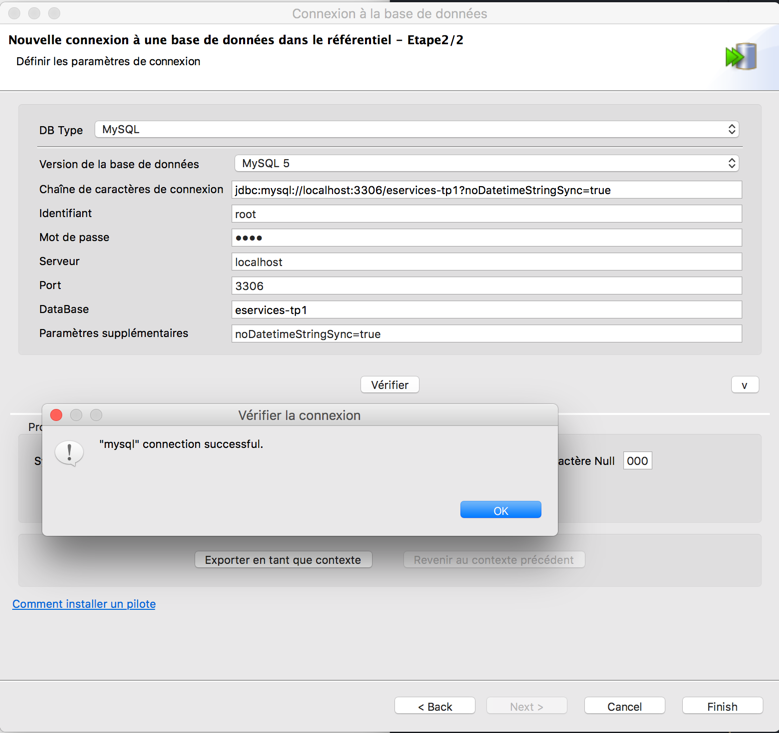 Connexion à la base de données
Nouvelle connexion à une base de données dans le référentiel – Etape2/2
Définir les paramètres de connexion
DB Type MySQL
Version de la base de données MySQL 5
Chaîne de caractères de connexion jdbc:mysql://localhost:3306/eservices-tp1?noDatetimeStringSync=true
Identifiant root
Mot de passe ●●●●
Serveur localhost
Port 3306
DataBase eservices-tp1
Paramètres supplémentaires noDatetimeStringSync=true
Vérifier v
Vérifier la connexion
"mysql" connection successful.
Caractère Null 000
OK
Exporter en tant que contexte Revenir au contexte précédent
Comment installer un pilote
< Back Next > Cancel Finish